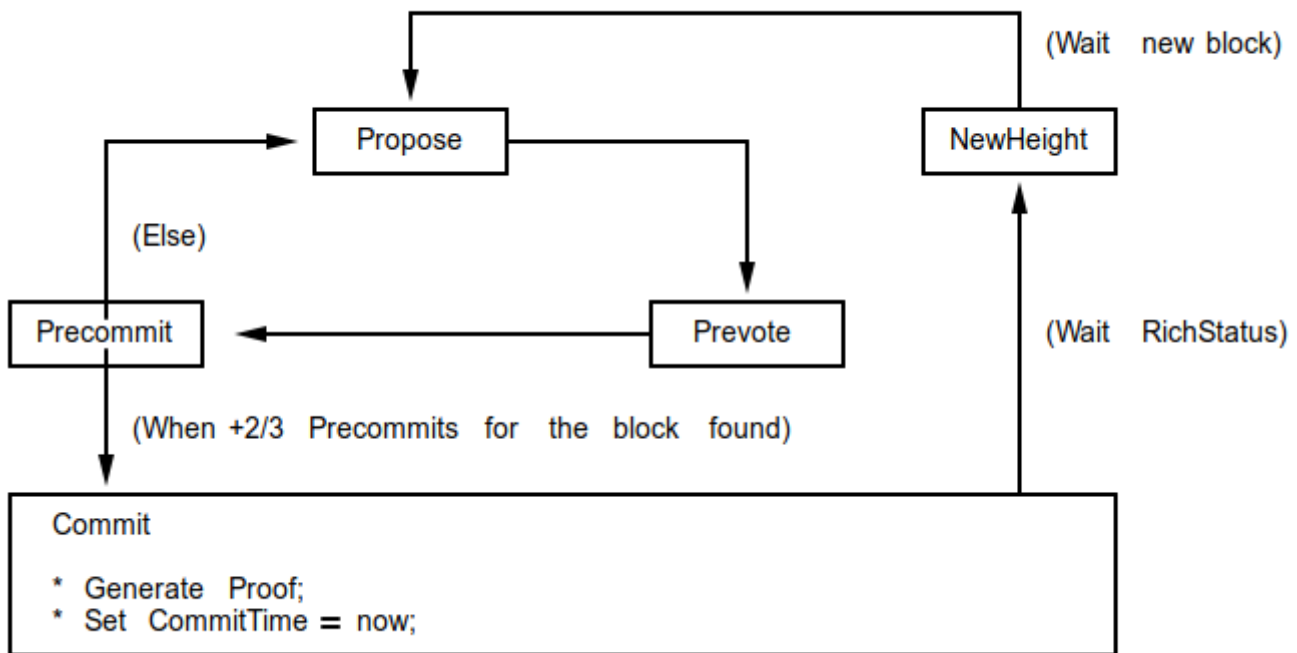 (Wait new block)
Propose
NewHeight
(Else)
Precommit
Prevote
(Wait RichStatus)
(When +2/3 Precommits for the block found)
Commit
* Generate Proof;
* Set CommitTime = now;